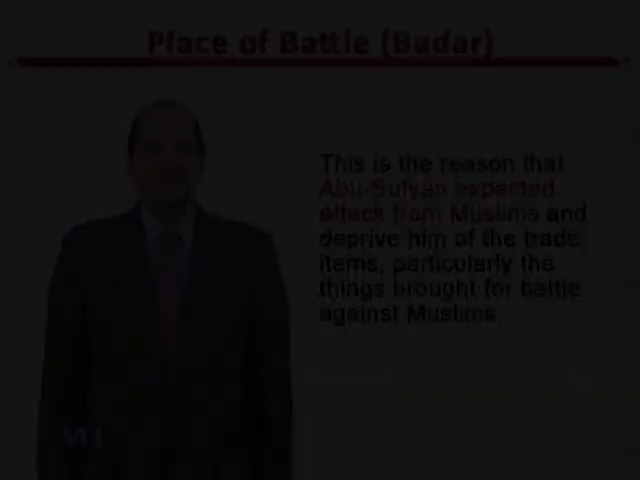 Place of Battle (Badar)
This is the reason that
Abu-Sufyan expected
attack from Muslims and
deprive him of the trade
items, particularly the
things brought for battle
against Muslims.